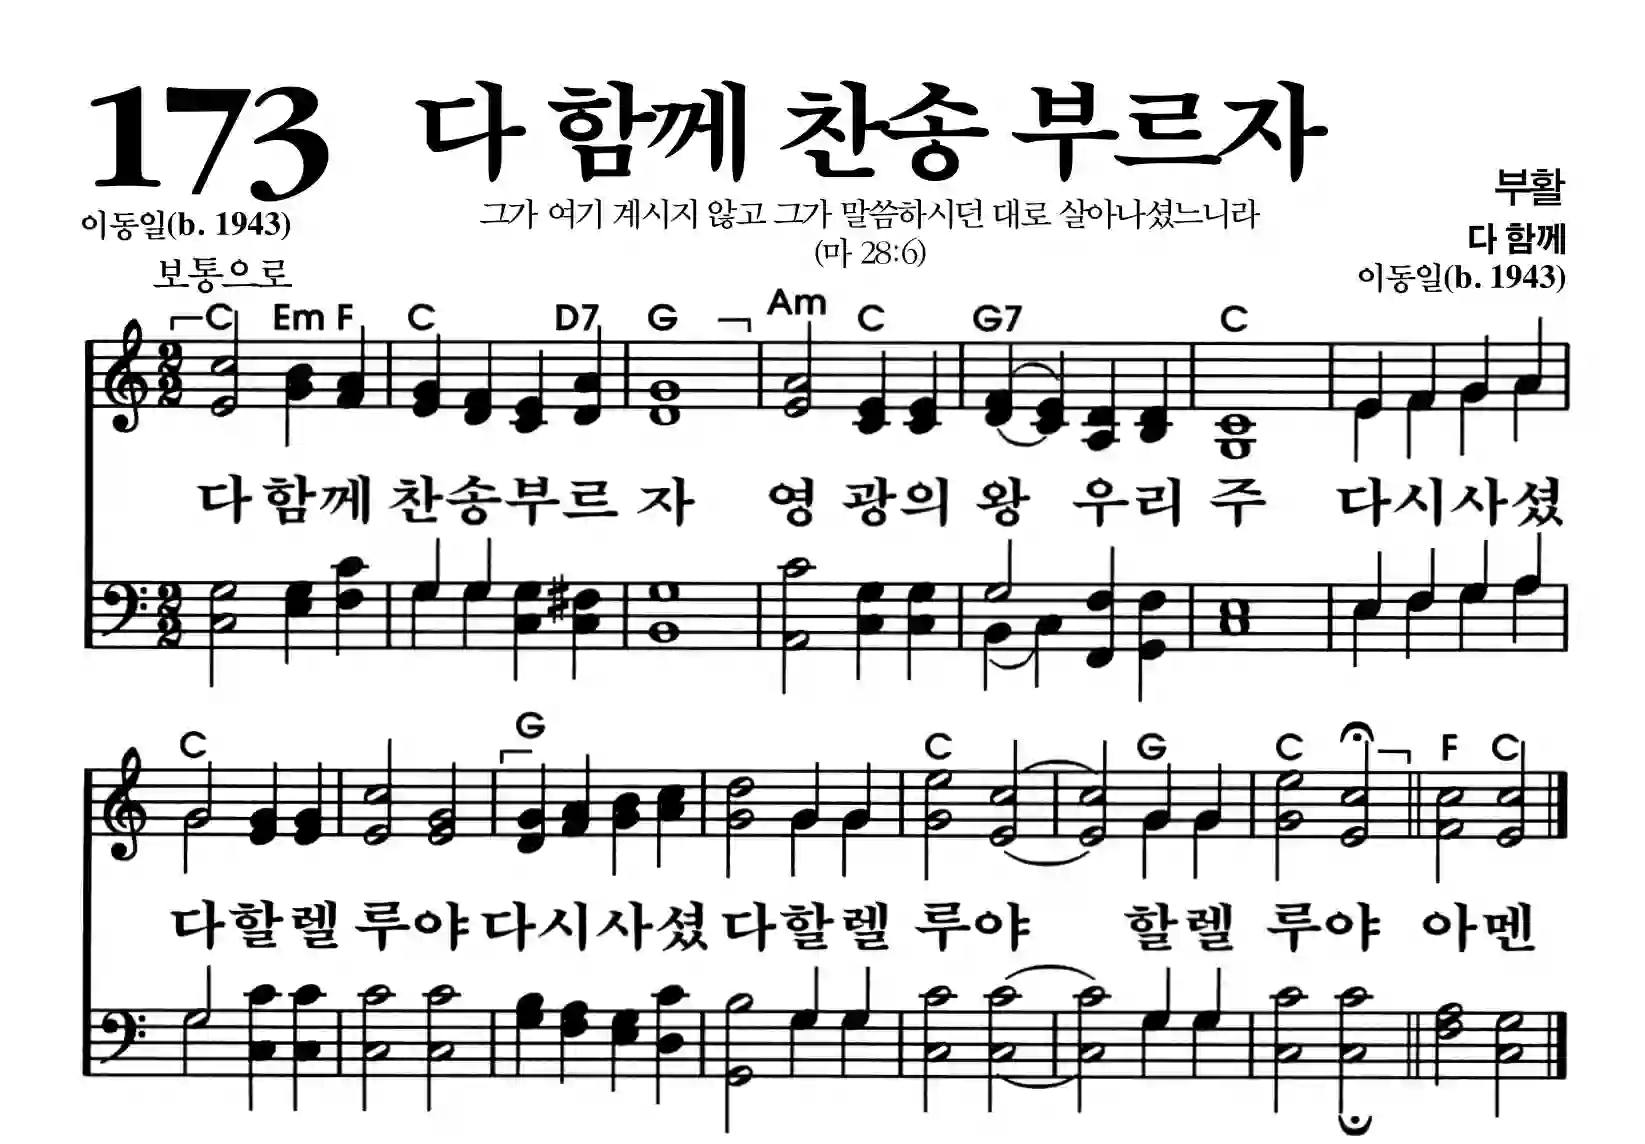 173 다 함께 찬송 부르자
부활
이동일(b. 1943) 그가 여기 계시지 않고 그가 말씀하시던 대로 살아나셨느니라 다 함께
보통으로 (마 28:6) 이동일(b. 1943)
C Em F C D7 G Am C G7 C
다 함께 찬송부르 자 영 광의 왕 우리 주 다시사셨
C G C G C F C
다할렐 루야 다시사셨 다할렐 루야 할렐 루야 아멘